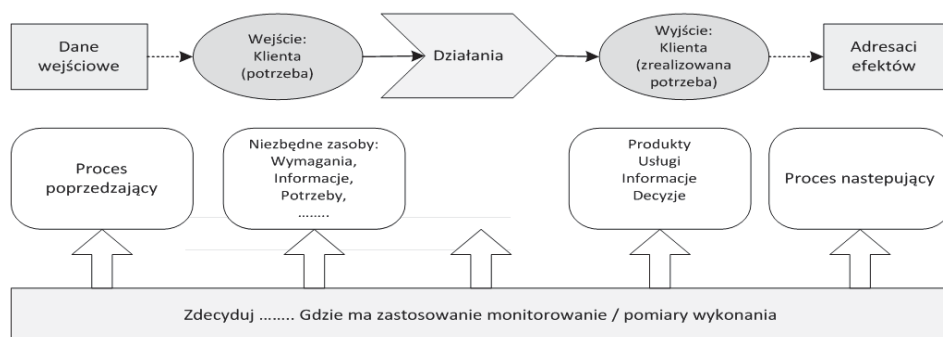 Dane
wejściowe
Wejście:
Klienta
(potrzeba)
Działania
Wyjście:
Klienta
(zrealizowana
potrzeba)
Adresaci
efektów
Proces
poprzedzający
Niezbędne zasoby:
Wymagania,
Informacje,
Potrzeby,
........
Produkty
Usługi
Informacje
Decyzje
Proces nastepujący
Zdecyduj ........ Gdzie ma zastosowanie monitorowanie / pomiary wykonania